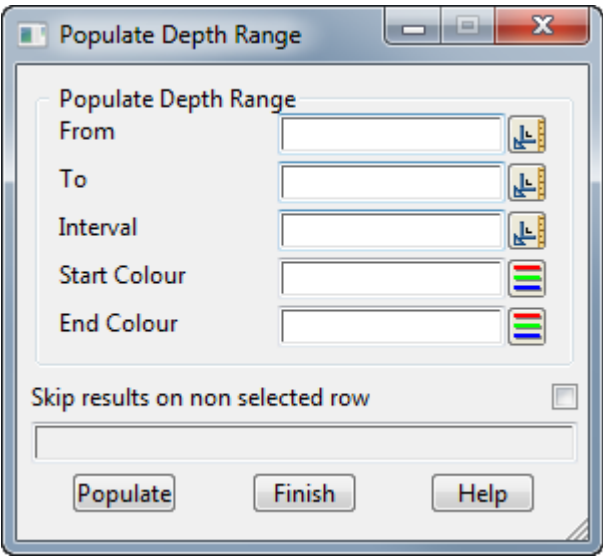 Populate Depth Range
Populate Depth Range
From
To
Interval
Start Colour
End Colour
Skip results on non selected row
Populate Finish Help